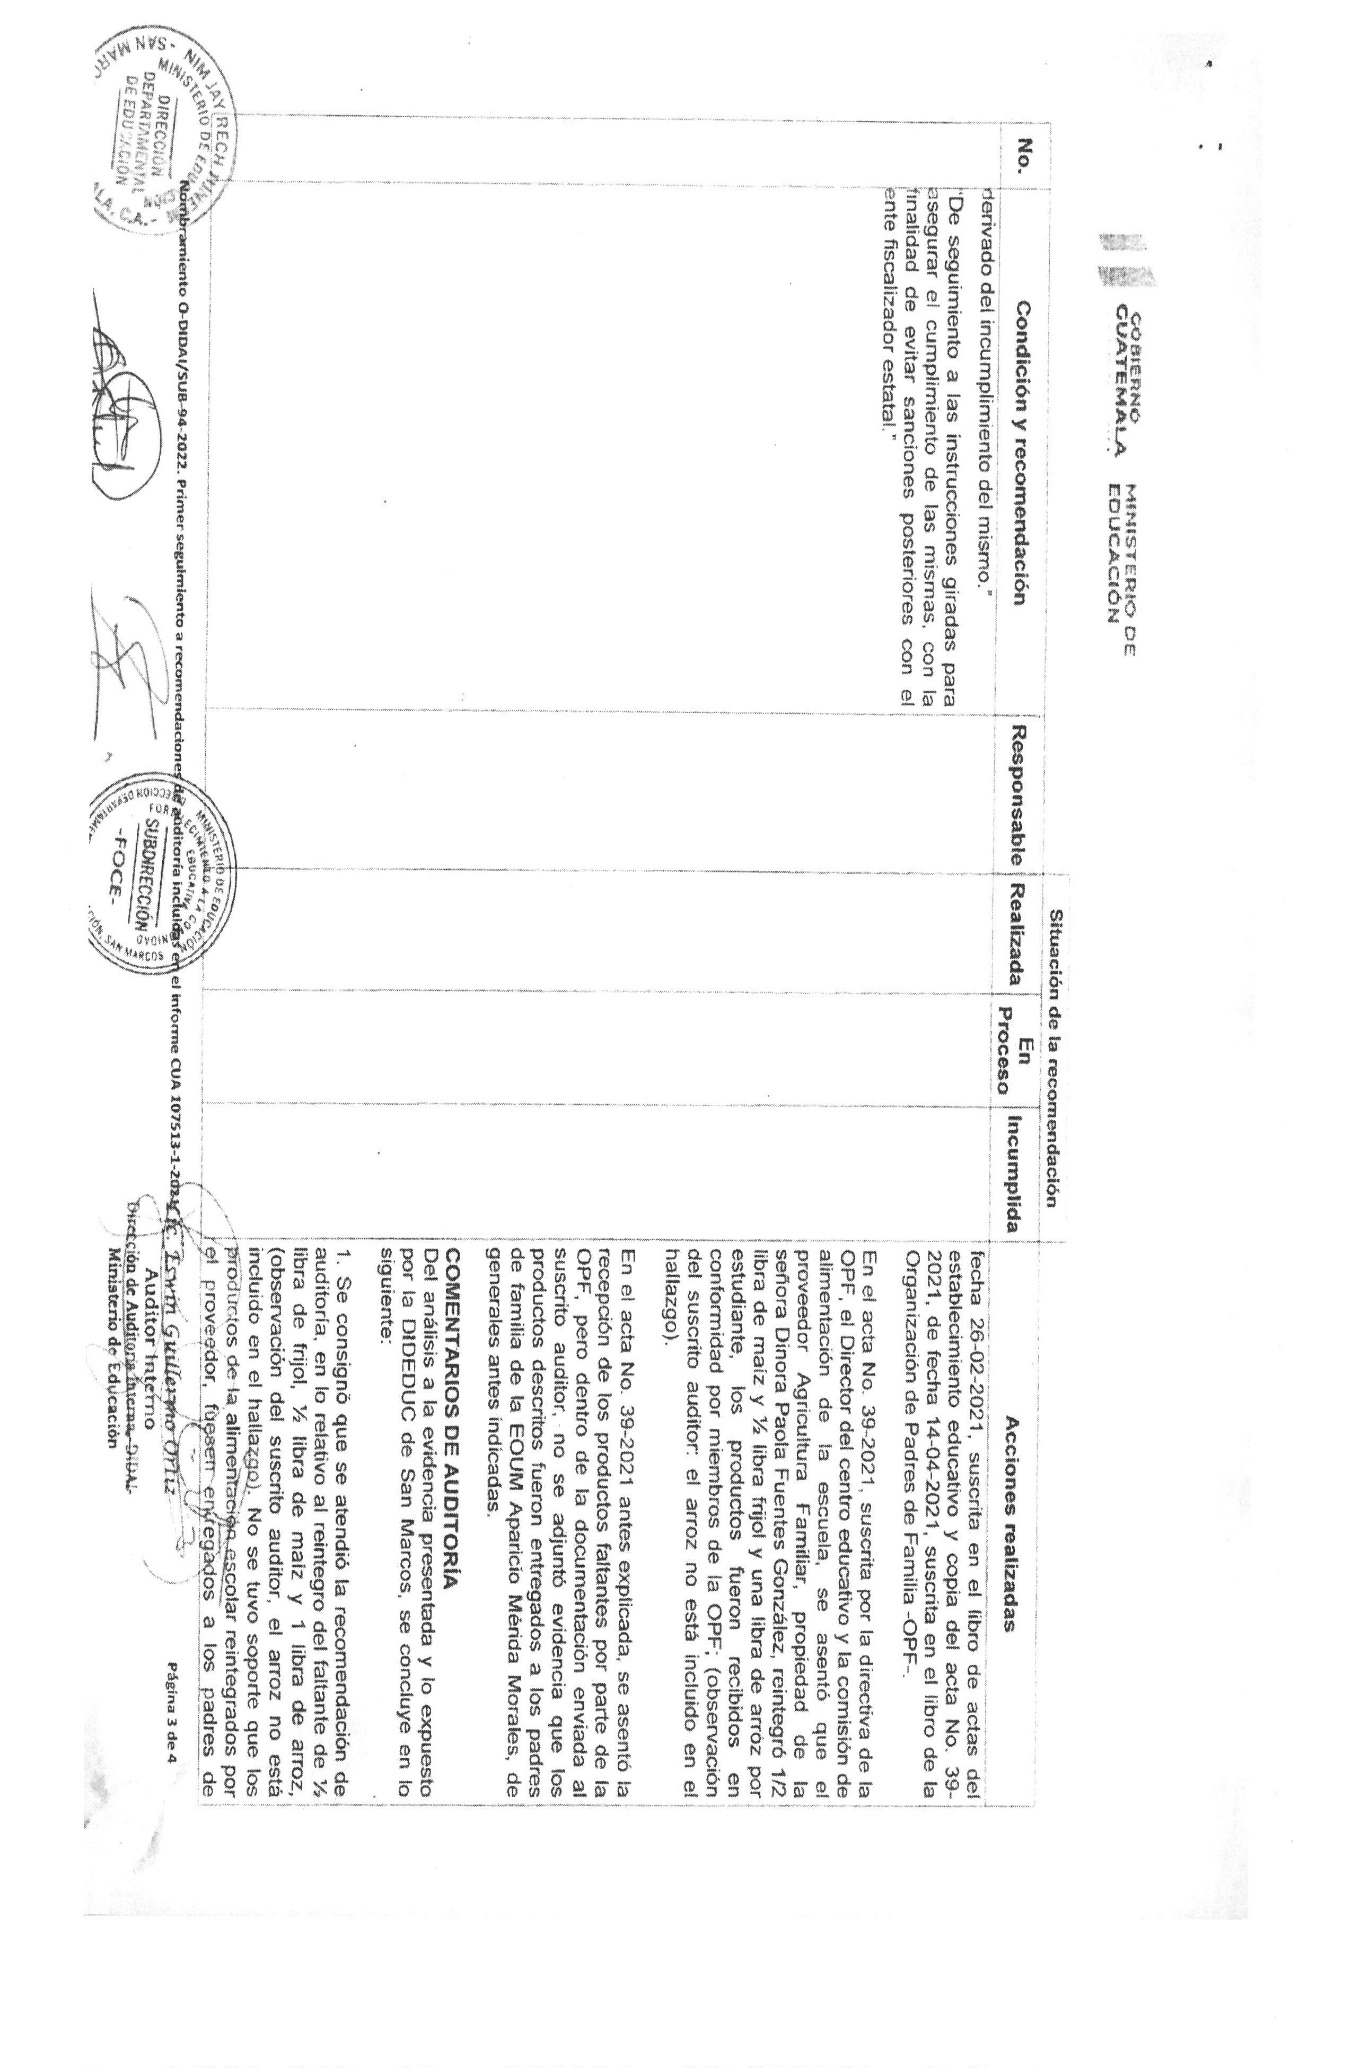 GOBIERNO
GUATEMALA
MINISTERIO DE
EDUCACIÓN
Situación de la recomendación
No.
Condición y recomendación
Responsable
Realizada
En
Proceso
Incumplida
Acciones realizadas
derivado del incumplimiento del mismo."
"De seguimiento a las instrucciones giradas para
asegurar el cumplimiento de las mismas, con la
finalidad de evitar sanciones posteriores con el
ente fiscalizador estatal."
fecha 26-02-2021, suscrita en el libro de actas del
establecimiento educativo y copia del acta No. 39-
2021, de fecha 14-04-2021, suscrita en el libro de la
Organización de Padres de Familia -OPF-.
En el acta No. 39-2021, suscrita por la directiva de la
OPF, el Director del centro educativo y la comisión de
alimentación de la escuela, se asentó que el
proveedor Agricultura Familiar, propiedad de la
señora Dinora Paola Fuentes González, reintegró 1/2
libra de maíz y ½ libra frijol y una libra de arroz por
estudiante, los productos fueron recibidos en
conformidad por miembros de la OPF; (observación
del suscrito auditor: el arroz no está incluido en el
hallazgo).
En el acta No. 39-2021 antes explicada, se asentó la
recepción de los productos faltantes por parte de la
OPF, pero dentro de la documentación enviada al
suscrito auditor, no se adjuntó evidencia que los
productos descritos fueron entregados a los padres
de familia de la EOUM Aparicio Mérida Morales, de
generales antes indicadas.
COMENTARIOS DE AUDITORÍA
Del análisis a la evidencia presentada y lo expuesto
por la DIDEDUC de San Marcos, se concluye en lo
siguiente:
1. Se consignó que se atendió la recomendación de
auditoría, en lo relativo al reintegro del faltante de ½
libra de frijol, ½ libra de maíz y 1 libra de arroz,
(observación del suscrito auditor, el arroz no está
incluido en el hallazgo). No se tuvo soporte que los
productos de la alimentación escolar reintegrados por
el proveedor, fuesen entregados a los padres de
Nombramiento O-DIDAI/SUB-94-2022. Primer seguimiento a recomendaciones de auditoría incluidas en el informe CUA 107513-1-2021
Página 3 de 4
Lic. Erwin Guillermo Ortiz
Auditor Interno
Dirección de Auditoría Interna -DIDAI-
Ministerio de Educación
MINISTERIO DE
DIRECCIÓN
DEPARTAMENTAL
DE EDUCACIÓN
MINISTERIO DE EDUCACIÓN
SUBDIRECCIÓN
-FOCE-
SAN MARCOS